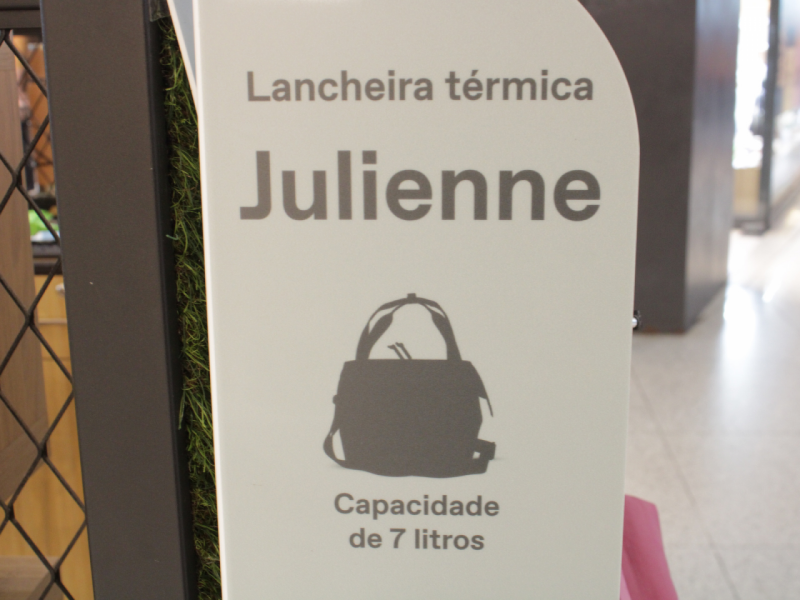 Lancheira térmica
Julienne
Capacidade
de 7 litros